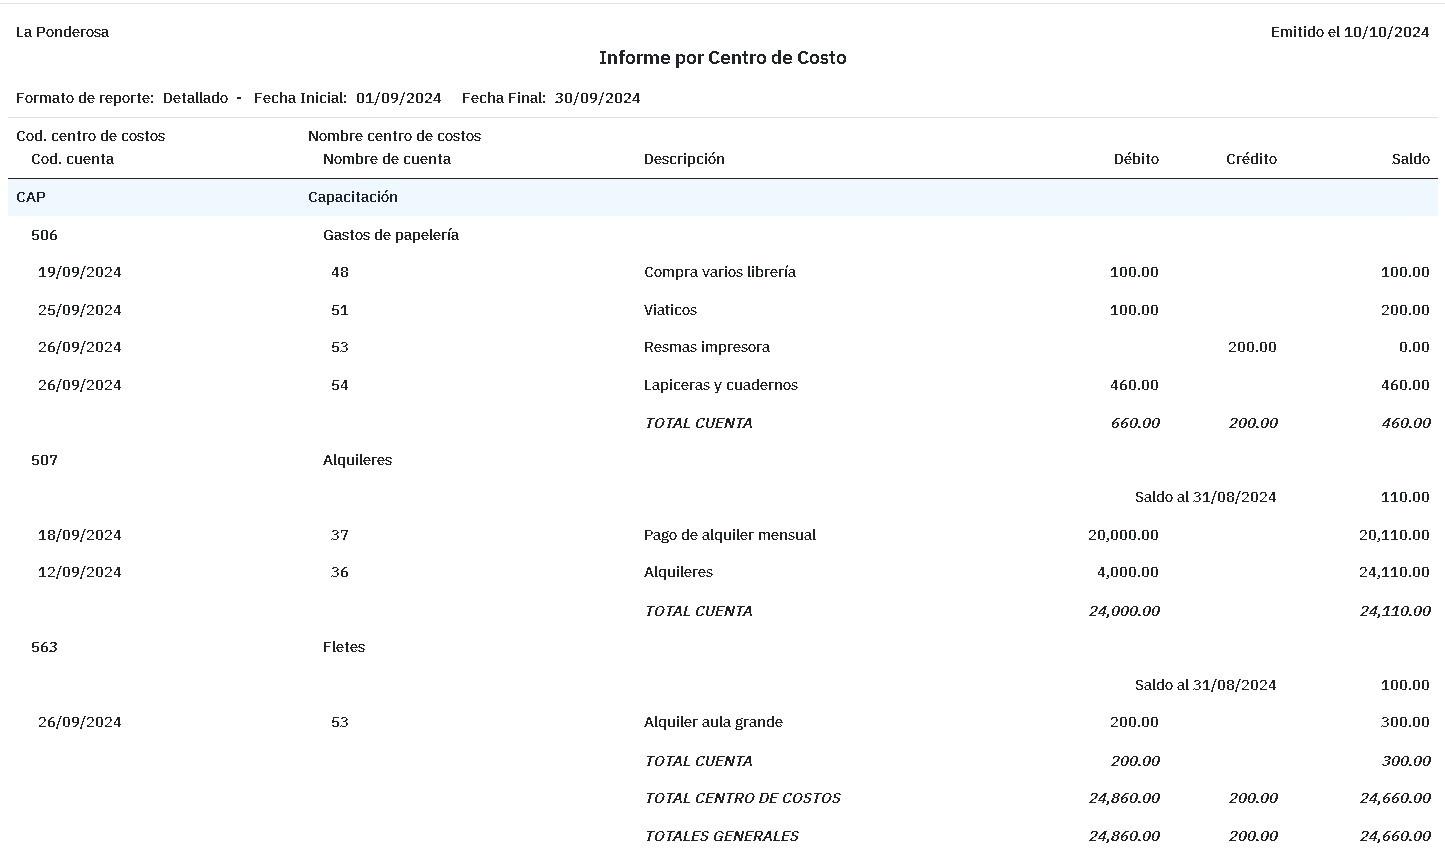 La Ponderosa Emitido el 10/10/2024
Informe por Centro de Costo
Formato de reporte: Detallado - Fecha Inicial: 01/09/2024 Fecha Final: 30/09/2024
Cod. centro de costos Nombre centro de costos
Cod. cuenta Nombre de cuenta Descripción Débito Crédito Saldo
CAP Capacitación
506 Gastos de papelería
19/09/2024 48 Compra varios librería 100.00 100.00
25/09/2024 51 Viaticos 100.00 200.00
26/09/2024 53 Resmas impresora 200.00 0.00
26/09/2024 54 Lapiceras y cuadernos 460.00 460.00
TOTAL CUENTA 660.00 200.00 460.00
507 Alquileres
Saldo al 31/08/2024 110.00
18/09/2024 37 Pago de alquiler mensual 20,000.00 20,110.00
12/09/2024 36 Alquileres 4,000.00 24,110.00
TOTAL CUENTA 24,000.00 24,110.00
563 Fletes
Saldo al 31/08/2024 100.00
26/09/2024 53 Alquiler aula grande 200.00 300.00
TOTAL CUENTA 200.00 300.00
TOTAL CENTRO DE COSTOS 24,860.00 200.00 24,660.00
TOTALES GENERALES 24,860.00 200.00 24,660.00